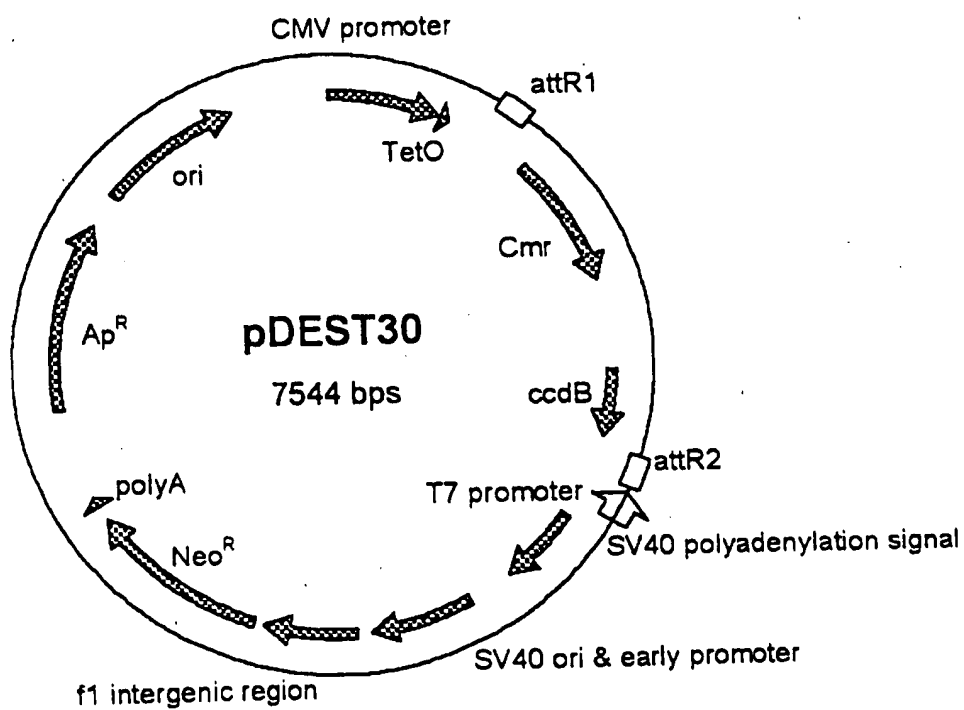 CMV promoter
attR1
TetO
ori
Cmr
Ap^R
pDEST30
7544 bps
ccdB
attR2
polyA
T7 promoter
SV40 polyadenylation signal
Neo^R
SV40 ori & early promoter
f1 intergenic region